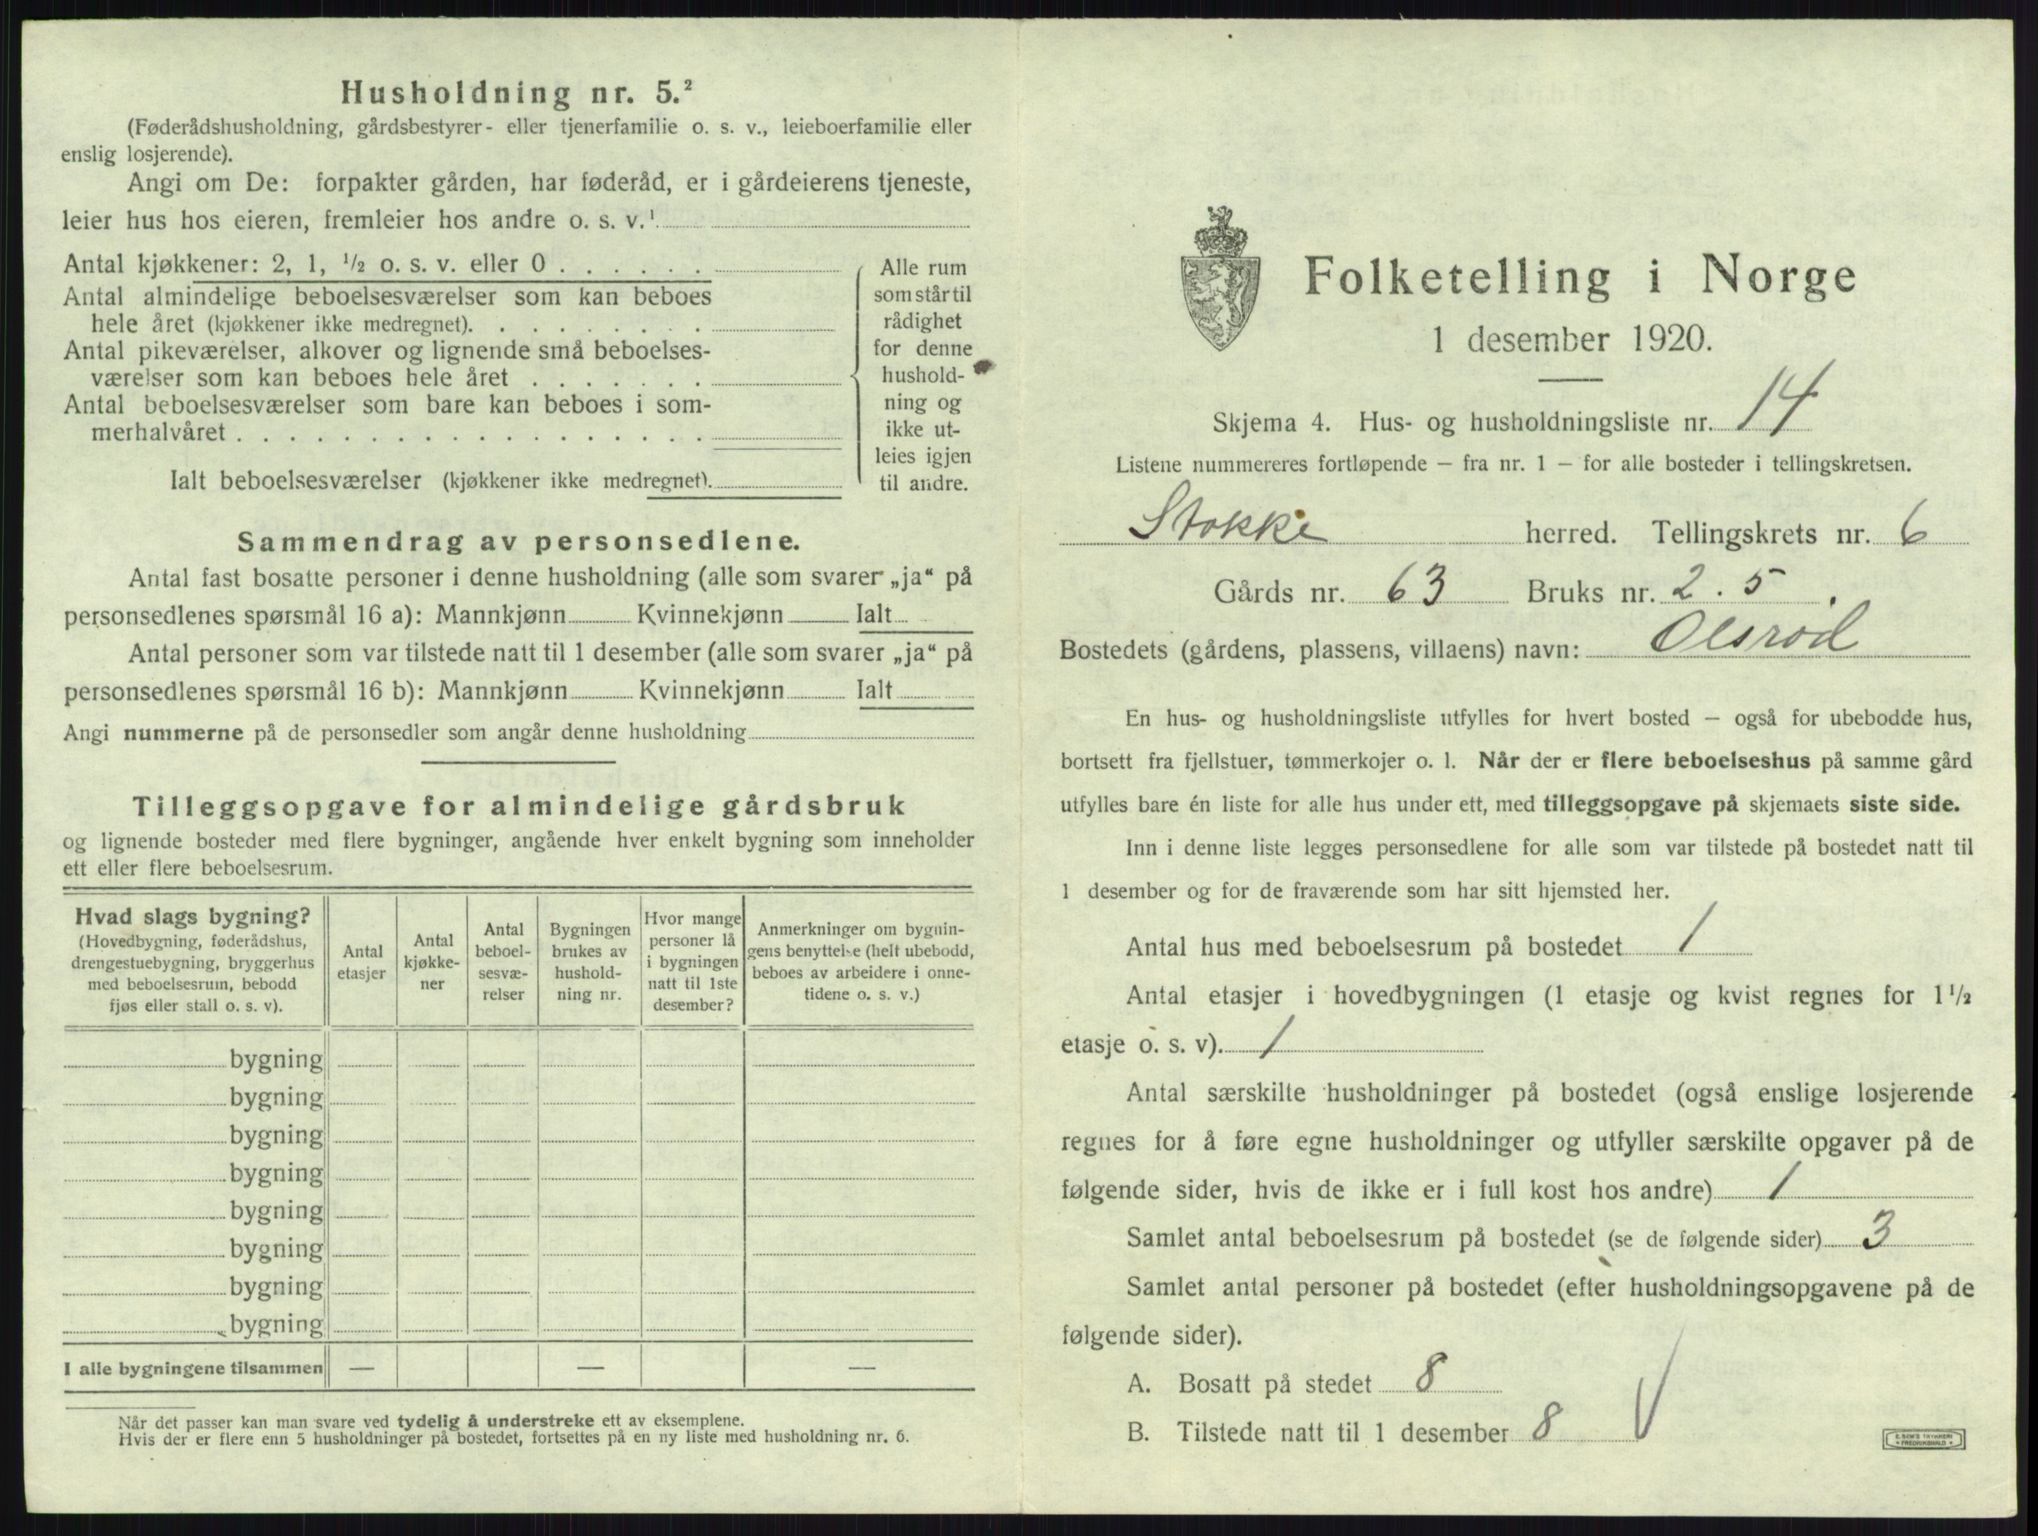 Husholdning nr. 5.²
(Føderådshusholdning, gårdsbestyrer- eller tjenerfamilie o. s. v., leieboerfamilie eller
enslig losjerende).
Angi om De: forpakter gården, har føderåd, er i gårdeierens tjeneste,
leier hus hos eieren, fremleier hos andre o. s. v.¹
Antal kjøkkener: 2, 1, ½ o. s. v. eller 0 . . . . . .
Antal almindelige beboelsesværelser som kan beboes
hele året (kjøkkener ikke medregnet). . . . . . . . .
Antal pikeværelser, alkover og lignende små beboelses-
værelser som kan beboes hele året . . . . . . .
Antal beboelsesværelser som bare kan beboes i som-
merhalvåret . . . . . . . . . . . . . . . . . .
Ialt beboelsesværelser (kjøkkener ikke medregnet).
Alle rum
som står til
rådighet
for denne
hushold-
ning og
ikke ut-
leies igjen
til andre.
Sammendrag av personsedlene.
Antal fast bosatte personer i denne husholdning (alle som svarer „ja“ på
personsedlenes spørsmål 16 a): Mannkjønn Kvinnekjønn Ialt
Antal personer som var tilstede natt til 1 desember (alle som svarer „ja“ på
personsedlenes spørsmål 16 b): Mannkjønn Kvinnekjønn Ialt
Angi nummerne på de personsedler som angår denne husholdning
Tilleggsopgave for almindelige gårdsbruk
og lignende bosteder med flere bygninger, angående hver enkelt bygning som inneholder
ett eller flere beboelsesrum.
Hvad slags bygning?
(Hovedbygning, føderådshus,
drengestuebygning, bryggerhus
med beboelsesrum, bebodd
fjøs eller stall o. s. v).
Antal
etasjer
Antal
kjøkke-
ner
Antal
beboel-
sesvæ-
relser
Bygningen
brukes av
hushold-
ning nr.
Hvor mange
personer lå
i bygningen
natt til 1ste
desember?
Anmerkninger om bygnin-
gens benyttelse (helt ubebodd,
beboes av arbeidere i onne-
tidene o. s. v.)
bygning
bygning
bygning
bygning
bygning
bygning
bygning
bygning
I alle bygningene tilsammen — — —
Når det passer kan man svare ved tydelig å understreke ett av eksemplene.
Hvis der er flere enn 5 husholdninger på bostedet, fortsettes på en ny liste med husholdning nr. 6.
Folketelling i Norge
1 desember 1920.
Skjema 4. Hus- og husholdningsliste nr. 14
Listene nummereres fortløpende — fra nr. 1 — for alle bosteder i tellingskretsen.
Stokke herred. Tellingskrets nr. 6
Gårds nr. 63 Bruks nr. 2.5.
Bostedets (gårdens, plassens, villaens) navn: Olsrød
En hus- og husholdningsliste utfylles for hvert bosted — også for ubebodde hus,
bortsett fra fjellstuer, tømmerkojer o. l. Når der er flere beboelseshus på samme gård
utfylles bare én liste for alle hus under ett, med tilleggsopgave på skjemaets siste side.
Inn i denne liste legges personsedlene for alle som var tilstede på bostedet natt til
1 desember og for de fraværende som har sitt hjemsted her.
Antal hus med beboelsesrum på bostedet 1
Antal etasjer i hovedbygningen (1 etasje og kvist regnes for 1½
etasje o. s. v). 1
Antal særskilte husholdninger på bostedet (også enslige losjerende
regnes for å føre egne husholdninger og utfyller særskilte opgaver på de
følgende sider, hvis de ikke er i full kost hos andre) 1
Samlet antal beboelsesrum på bostedet (se de følgende sider) 3
Samlet antal personer på bostedet (efter husholdningsopgavene på de
følgende sider).
A. Bosatt på stedet 8
B. Tilstede natt til 1 desember 8
E. SEM'S TRYKKERI
FREDRIKSHALD